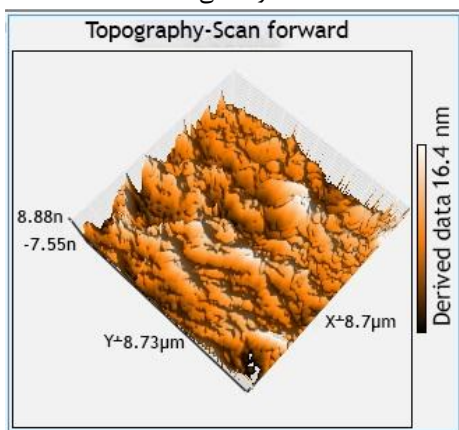 Topography-Scan forward
8.88n
-7.55n
Y*8.73µm
X*8.7µm
Derived data 16.4 nm